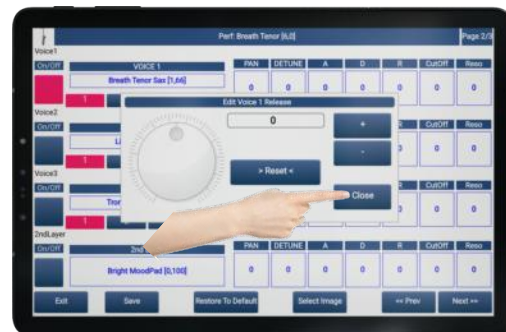 Perf: Breath Tenor [6,0]
Page 2/3
Voice1
On/Off VOICE 1 PAN DETUNE A D R CutOff Reso
Breath Tenor Sax [1,66] 0 0 0 0 0 0 0
1
Edit Voice 1 Release
0
+
-
> Reset <
Close
Voice2
On/Off R CutOff Reso
0 0
1
Voice3
On/Off R CutOff Reso
0 0
1
2ndLayer
On/Off 2nd PAN DETUNE A D R CutOff Reso
Bright MoodPad [0,100] 0 0 0 0 0 0 0
Exit Save Restore To Default Select Image << Prev Next >>